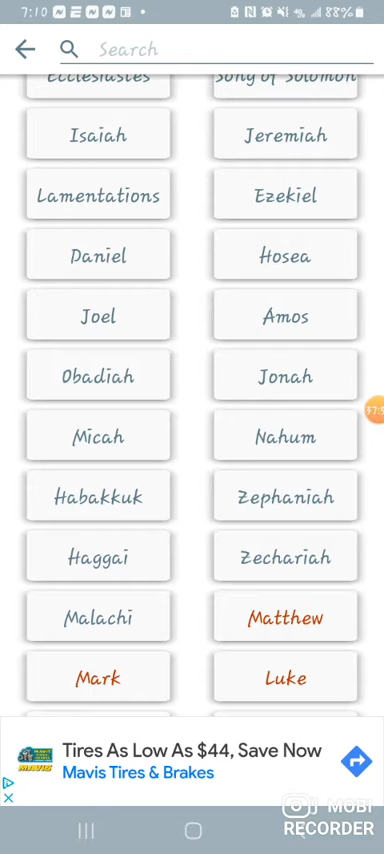 7:10 88%
Search
Ecclesiastes Song of Solomon
Isaiah Jeremiah
Lamentations Ezekiel
Daniel Hosea
Joel Amos
Obadiah Jonah
Micah Nahum
Habakkuk Zephaniah
Haggai Zechariah
Malachi Matthew
Mark Luke
MAVIS
Tires As Low As $44, Save Now
Mavis Tires & Brakes
MOBI
RECORDER